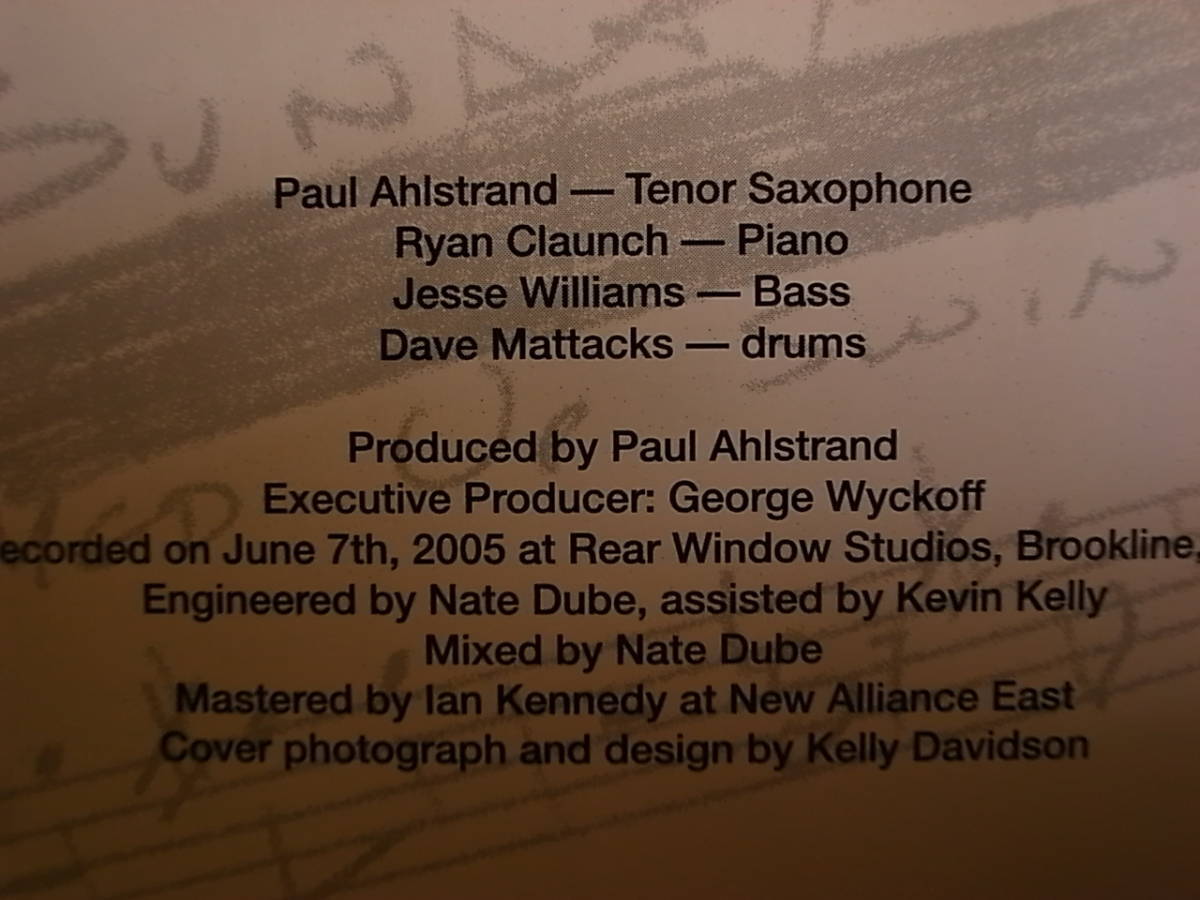 SUNDAY
Paul Ahlstrand — Tenor Saxophone
Ryan Claunch — Piano
Jesse Williams — Bass
Dave Mattacks — drums
Produced by Paul Ahlstrand
Executive Producer: George Wyckoff
ecorded on June 7th, 2005 at Rear Window Studios, Brookline,
Engineered by Nate Dube, assisted by Kevin Kelly
Mixed by Nate Dube
Mastered by Ian Kennedy at New Alliance East
Cover photograph and design by Kelly Davidson